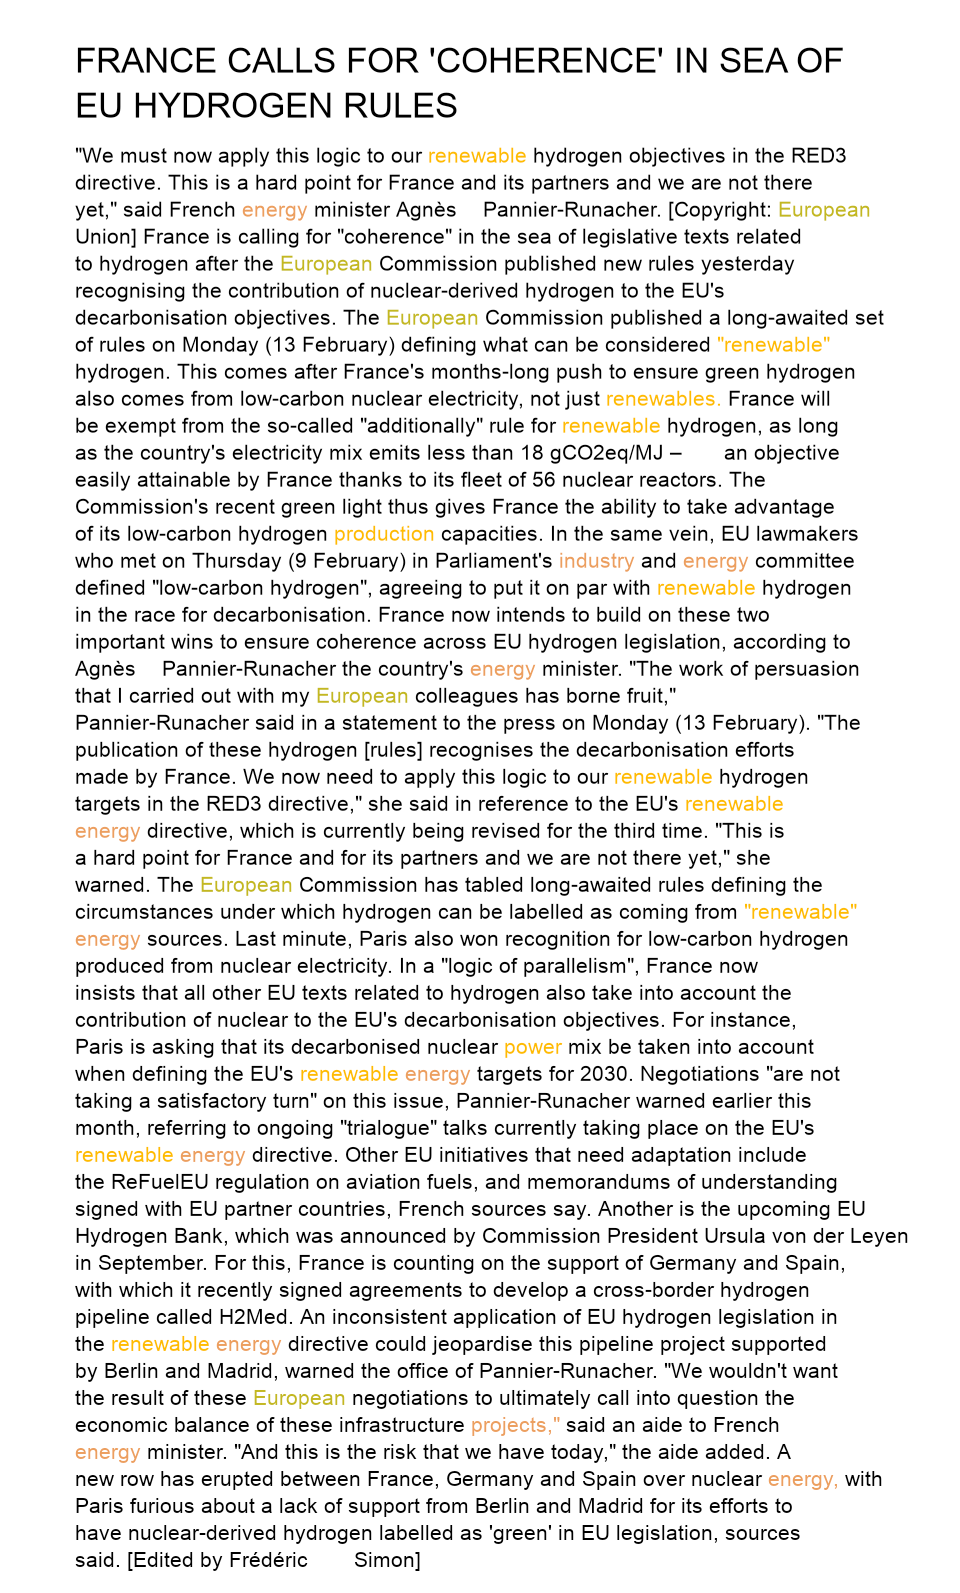 FRANCE CALLS FOR 'COHERENCE' IN SEA OF
EU HYDROGEN RULES
"We must now apply this logic to our renewable hydrogen objectives in the RED3
directive. This is a hard point for France and its partners and we are not there
yet," said French energy minister Agnès Pannier-Runacher. [Copyright: European
Union] France is calling for "coherence" in the sea of legislative texts related
to hydrogen after the European Commission published new rules yesterday
recognising the contribution of nuclear-derived hydrogen to the EU's
decarbonisation objectives. The European Commission published a long-awaited set
of rules on Monday (13 February) defining what can be considered "renewable"
hydrogen. This comes after France's months-long push to ensure green hydrogen
also comes from low-carbon nuclear electricity, not just renewables. France will
be exempt from the so-called "additionally" rule for renewable hydrogen, as long
as the country's electricity mix emits less than 18 gCO2eq/MJ – an objective
easily attainable by France thanks to its fleet of 56 nuclear reactors. The
Commission's recent green light thus gives France the ability to take advantage
of its low-carbon hydrogen production capacities. In the same vein, EU lawmakers
who met on Thursday (9 February) in Parliament's industry and energy committee
defined "low-carbon hydrogen", agreeing to put it on par with renewable hydrogen
in the race for decarbonisation. France now intends to build on these two
important wins to ensure coherence across EU hydrogen legislation, according to
Agnès Pannier-Runacher the country's energy minister. "The work of persuasion
that I carried out with my European colleagues has borne fruit,"
Pannier-Runacher said in a statement to the press on Monday (13 February). "The
publication of these hydrogen [rules] recognises the decarbonisation efforts
made by France. We now need to apply this logic to our renewable hydrogen
targets in the RED3 directive," she said in reference to the EU's renewable
energy directive, which is currently being revised for the third time. "This is
a hard point for France and for its partners and we are not there yet," she
warned. The European Commission has tabled long-awaited rules defining the
circumstances under which hydrogen can be labelled as coming from "renewable"
energy sources. Last minute, Paris also won recognition for low-carbon hydrogen
produced from nuclear electricity. In a "logic of parallelism", France now
insists that all other EU texts related to hydrogen also take into account the
contribution of nuclear to the EU's decarbonisation objectives. For instance,
Paris is asking that its decarbonised nuclear power mix be taken into account
when defining the EU's renewable energy targets for 2030. Negotiations "are not
taking a satisfactory turn" on this issue, Pannier-Runacher warned earlier this
month, referring to ongoing "trialogue" talks currently taking place on the EU's
renewable energy directive. Other EU initiatives that need adaptation include
the ReFuelEU regulation on aviation fuels, and memorandums of understanding
signed with EU partner countries, French sources say. Another is the upcoming EU
Hydrogen Bank, which was announced by Commission President Ursula von der Leyen
in September. For this, France is counting on the support of Germany and Spain,
with which it recently signed agreements to develop a cross-border hydrogen
pipeline called H2Med. An inconsistent application of EU hydrogen legislation in
the renewable energy directive could jeopardise this pipeline project supported
by Berlin and Madrid, warned the office of Pannier-Runacher. "We wouldn't want
the result of these European negotiations to ultimately call into question the
economic balance of these infrastructure projects," said an aide to French
energy minister. "And this is the risk that we have today," the aide added. A
new row has erupted between France, Germany and Spain over nuclear energy, with
Paris furious about a lack of support from Berlin and Madrid for its efforts to
have nuclear-derived hydrogen labelled as 'green' in EU legislation, sources
said. [Edited by Frédéric Simon]